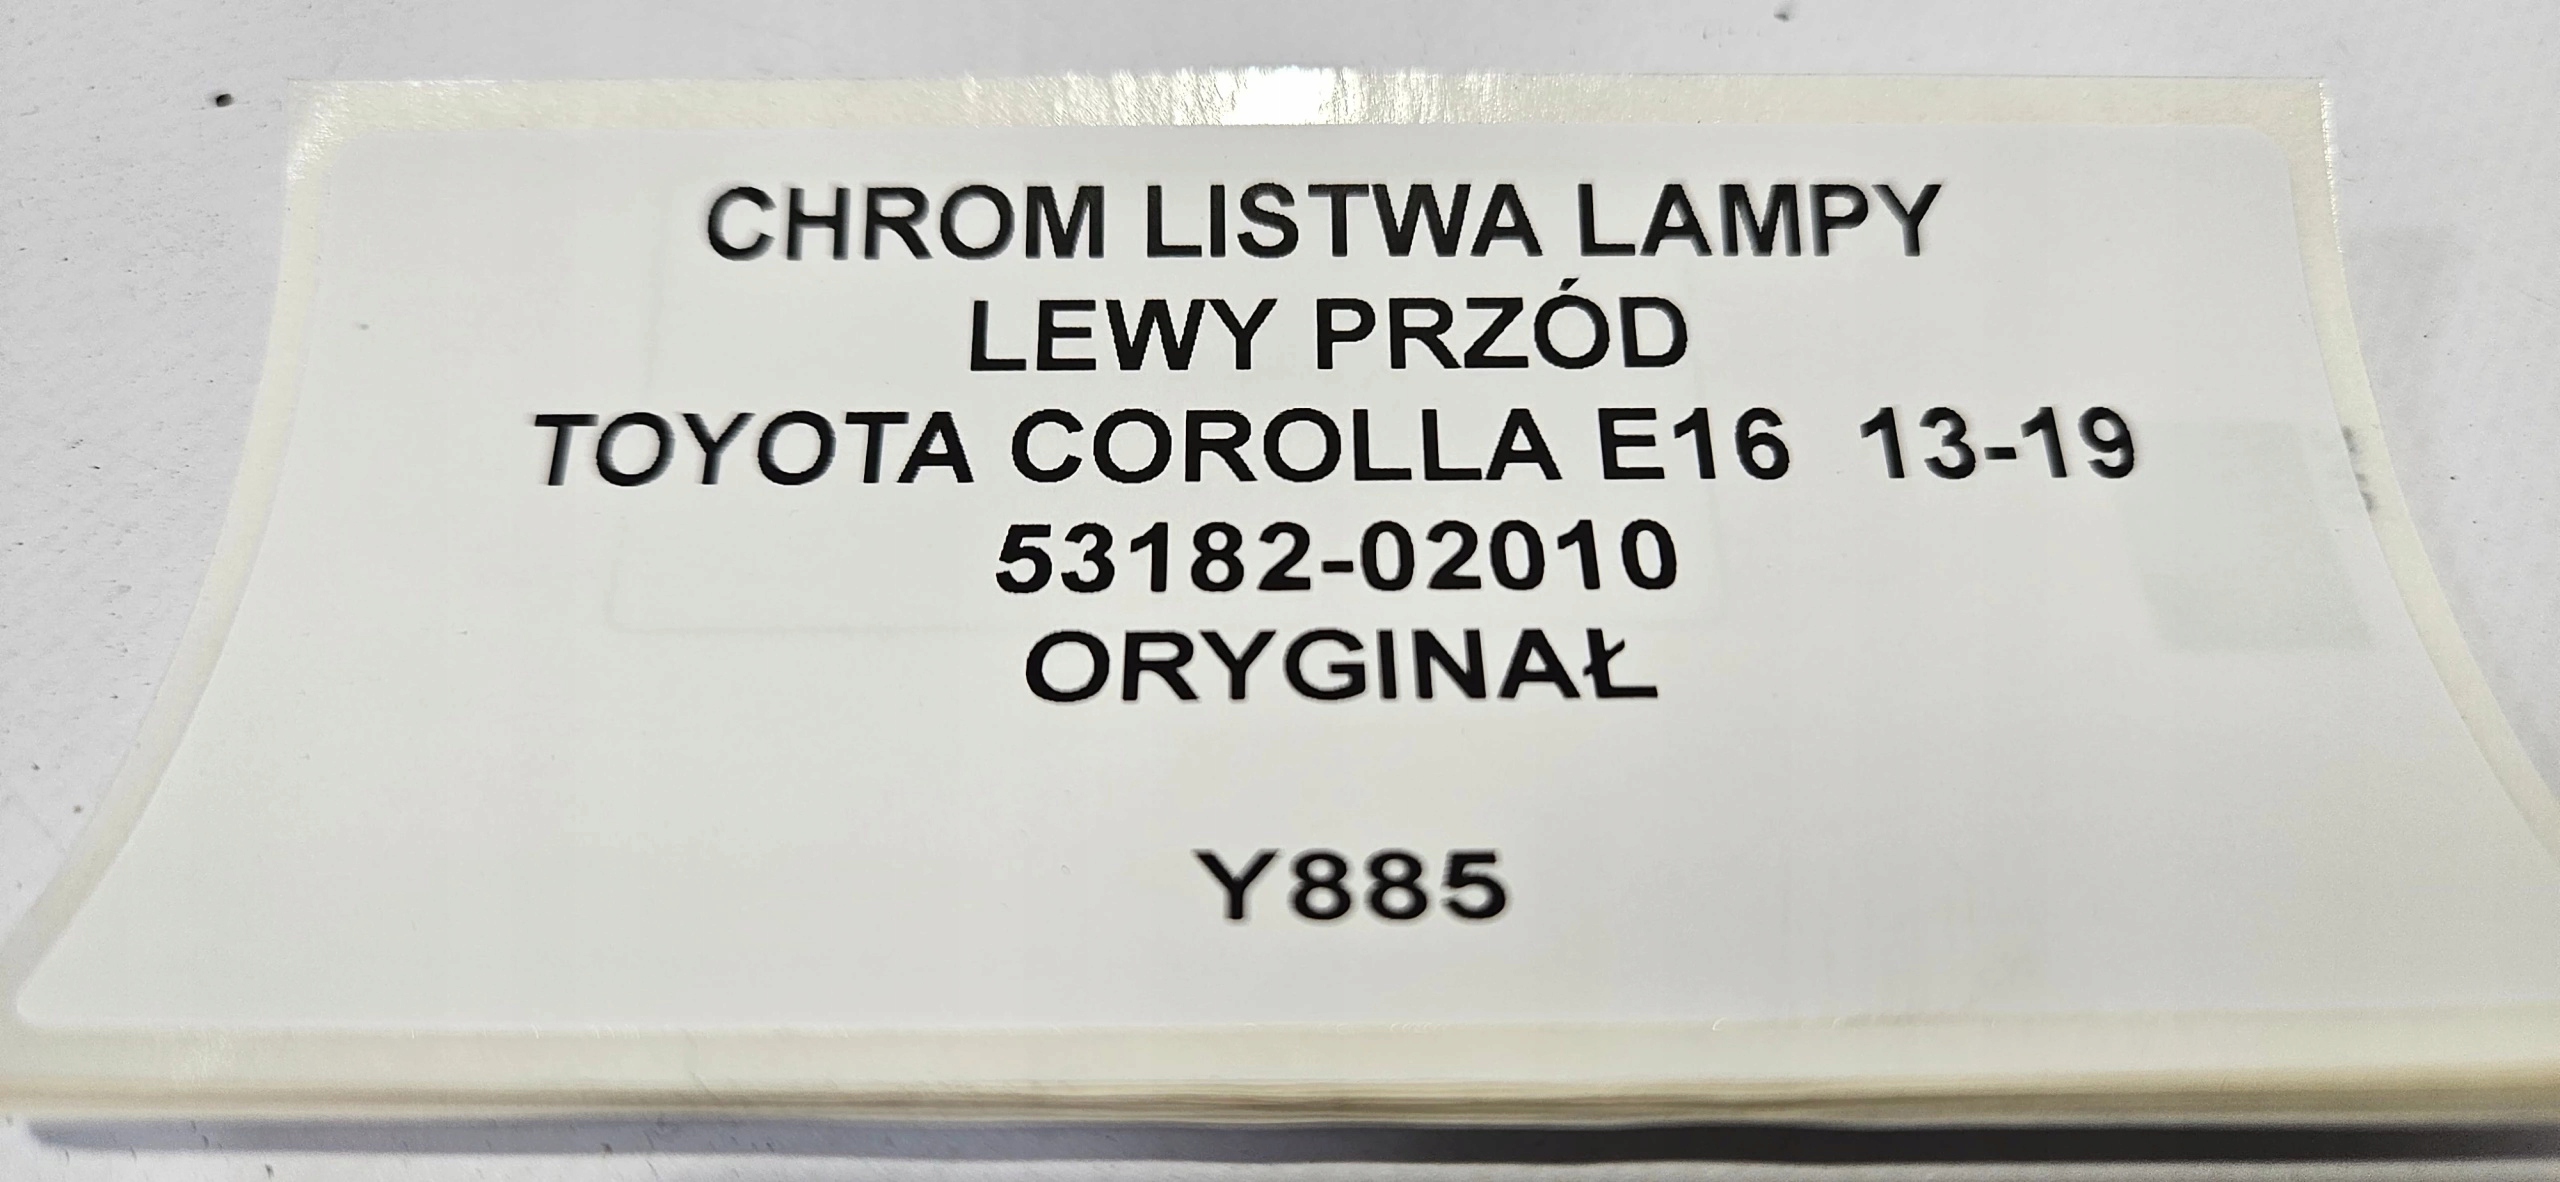 CHROM LISTWA LAMPY
LEWY PRZÓD
TOYOTA COROLLA E16  13-19
53182-02010
ORYGINAŁ
Y885